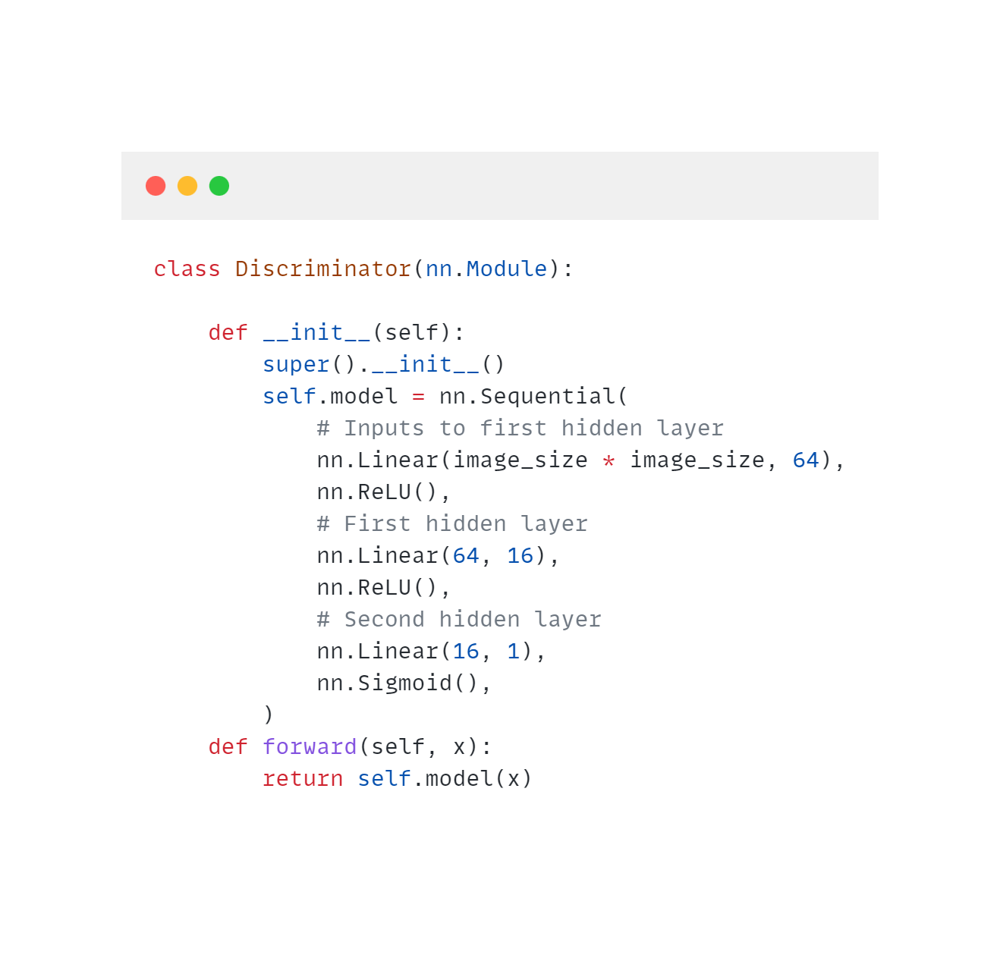 class Discriminator(nn.Module):

    def __init__(self):
        super().__init__()
        self.model = nn.Sequential(
            # Inputs to first hidden layer
            nn.Linear(image_size * image_size, 64),
            nn.ReLU(),
            # First hidden layer
            nn.Linear(64, 16),
            nn.ReLU(),
            # Second hidden layer
            nn.Linear(16, 1),
            nn.Sigmoid(),
        )
    def forward(self, x):
        return self.model(x)